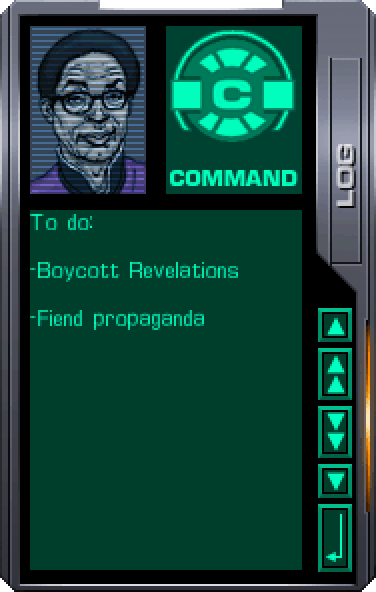 C
COMMAND
LOG
To do:
-Boycott Revelations
-Fiend propaganda